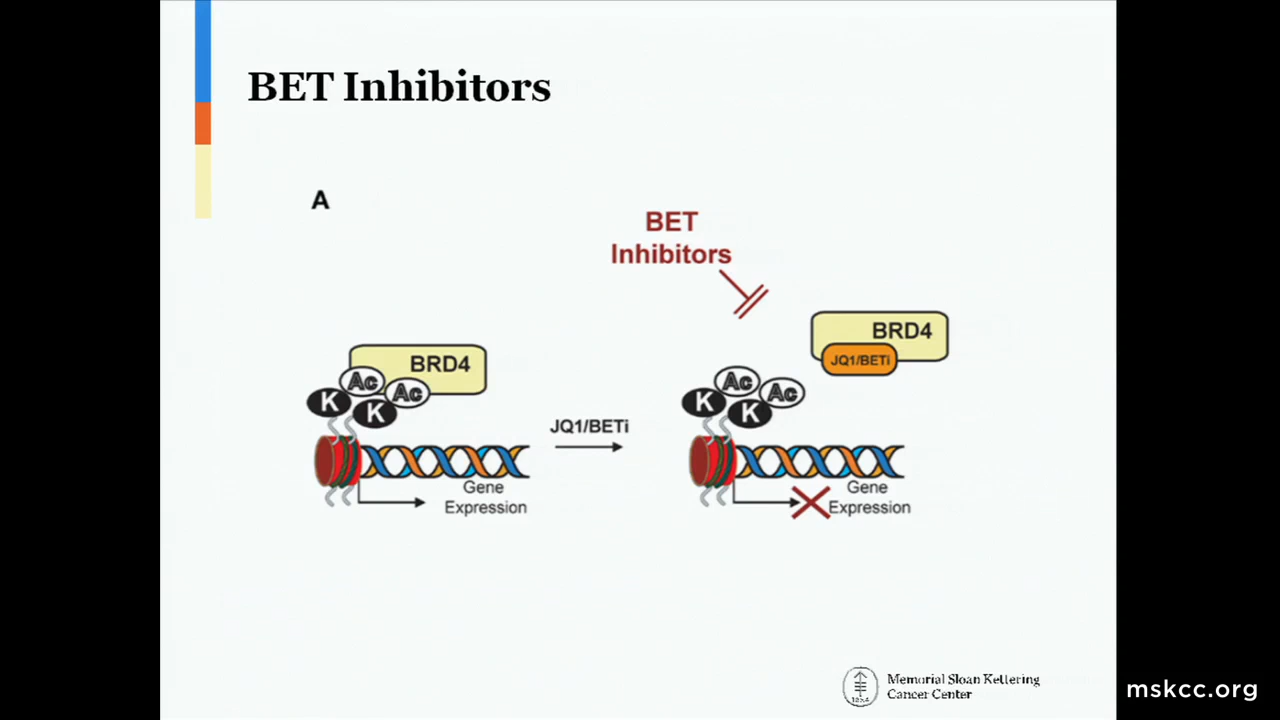 BET Inhibitors
A
BET
Inhibitors
BRD4
Ac
Ac
K
K
Gene
Expression
JQ1/BETi
BRD4
JQ1/BETi
Ac
Ac
K
K
Gene
Expression
Memorial Sloan Kettering
Cancer Center
mskcc.org